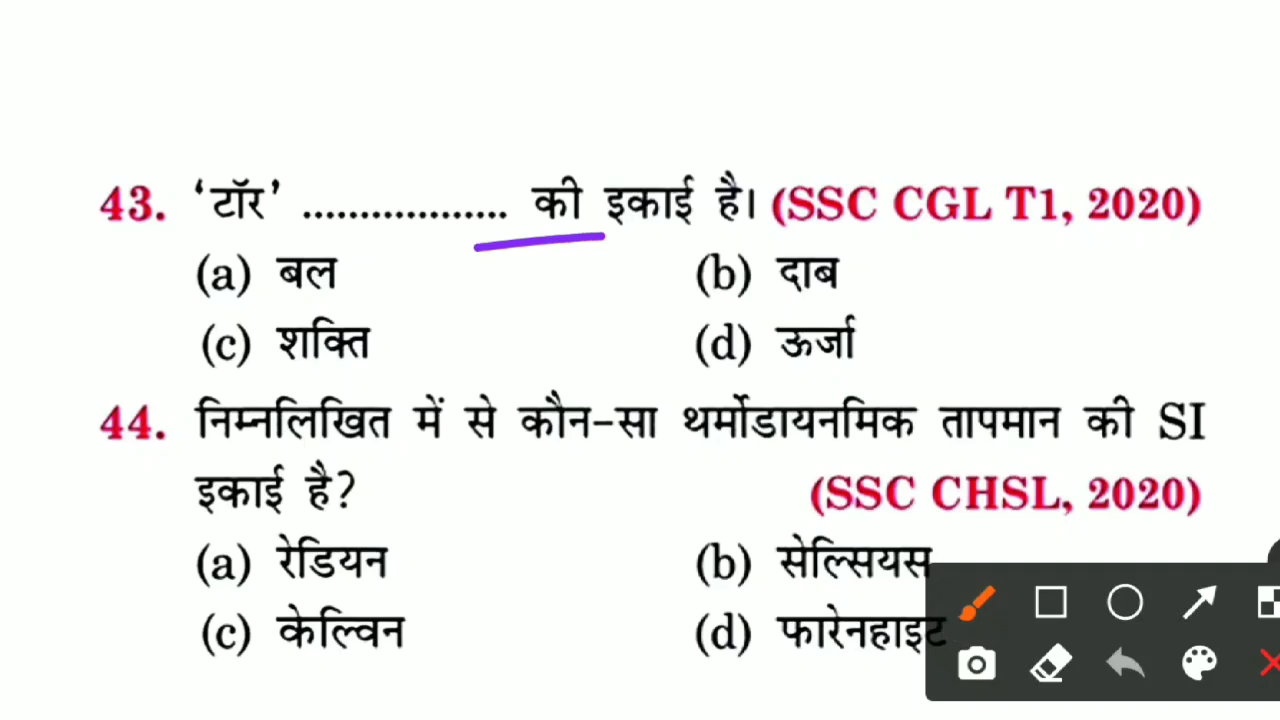 43. ‘टॉर’ .................. की इकाई है। (SSC CGL T1, 2020)
(a) बल (b) दाब
(c) शक्ति (d) ऊर्जा
44. निम्नलिखित में से कौन-सा थर्मोडायनमिक तापमान की SI
इकाई है? (SSC CHSL, 2020)
(a) रेडियन (b) सेल्सियस
(c) केल्विन (d) फारेनहाइट